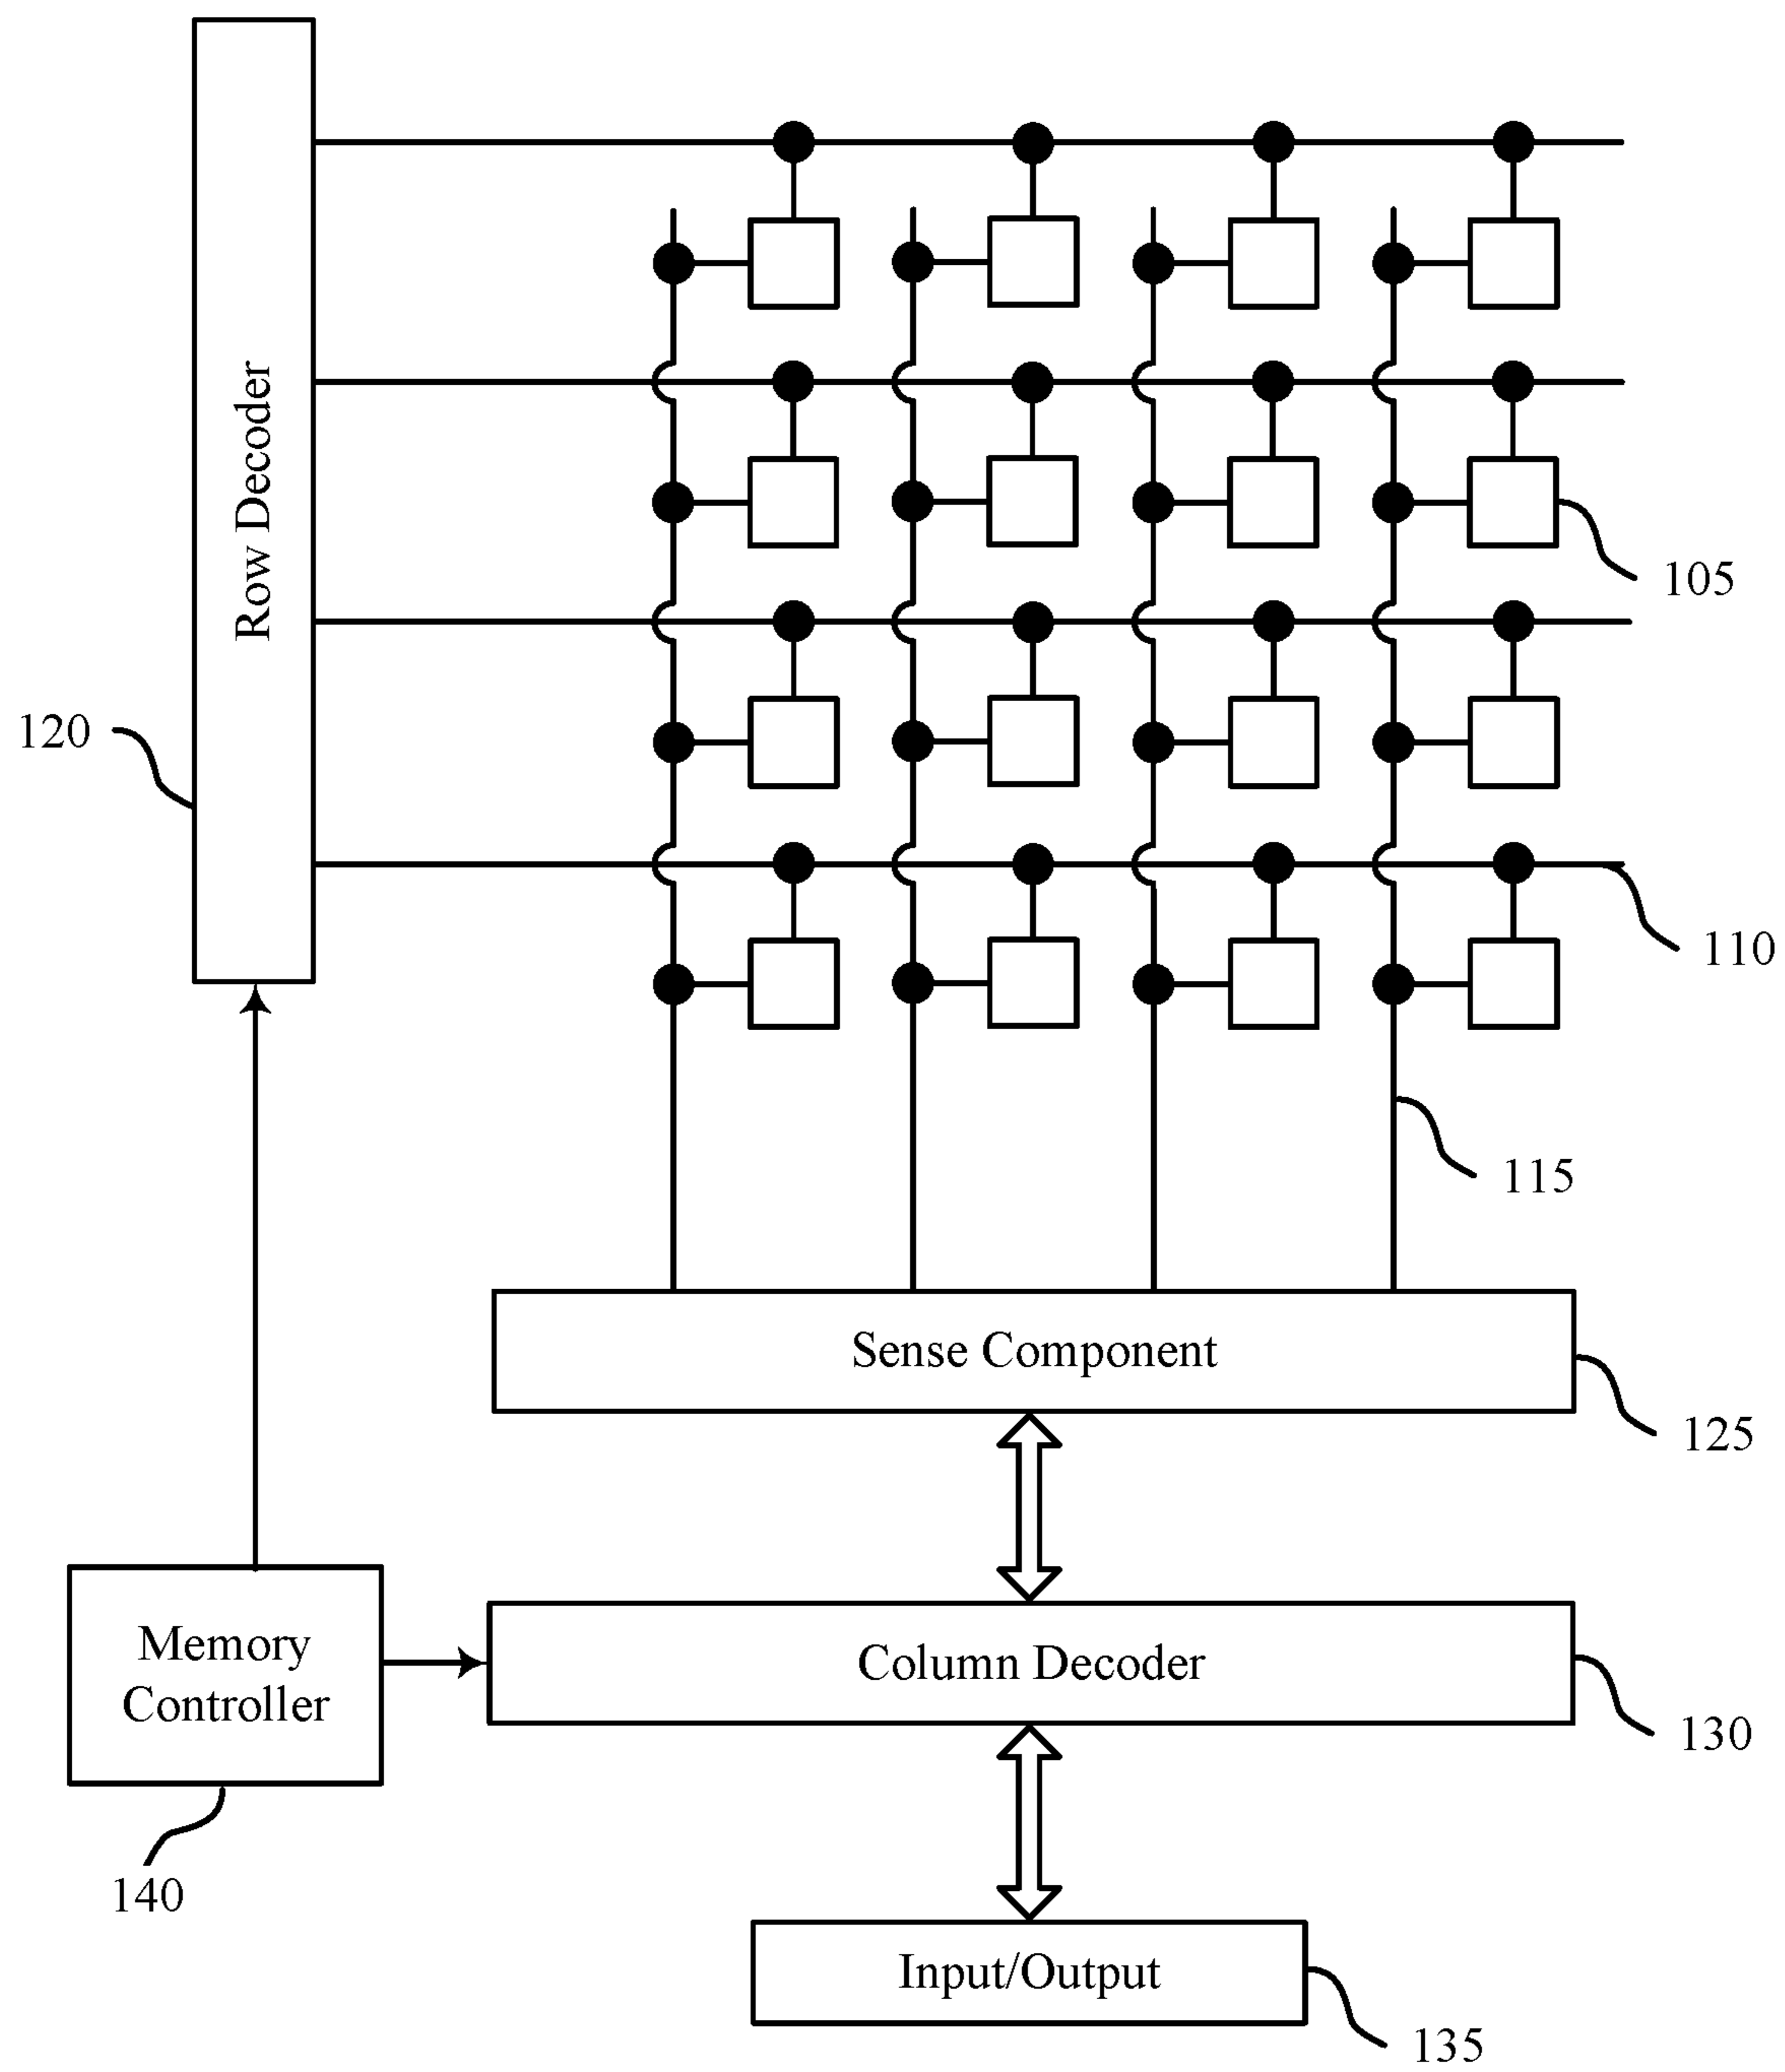 Row Decoder
105
120
110
115
Sense Component
125
Memory
Controller
Column Decoder
130
140
Input/Output
135